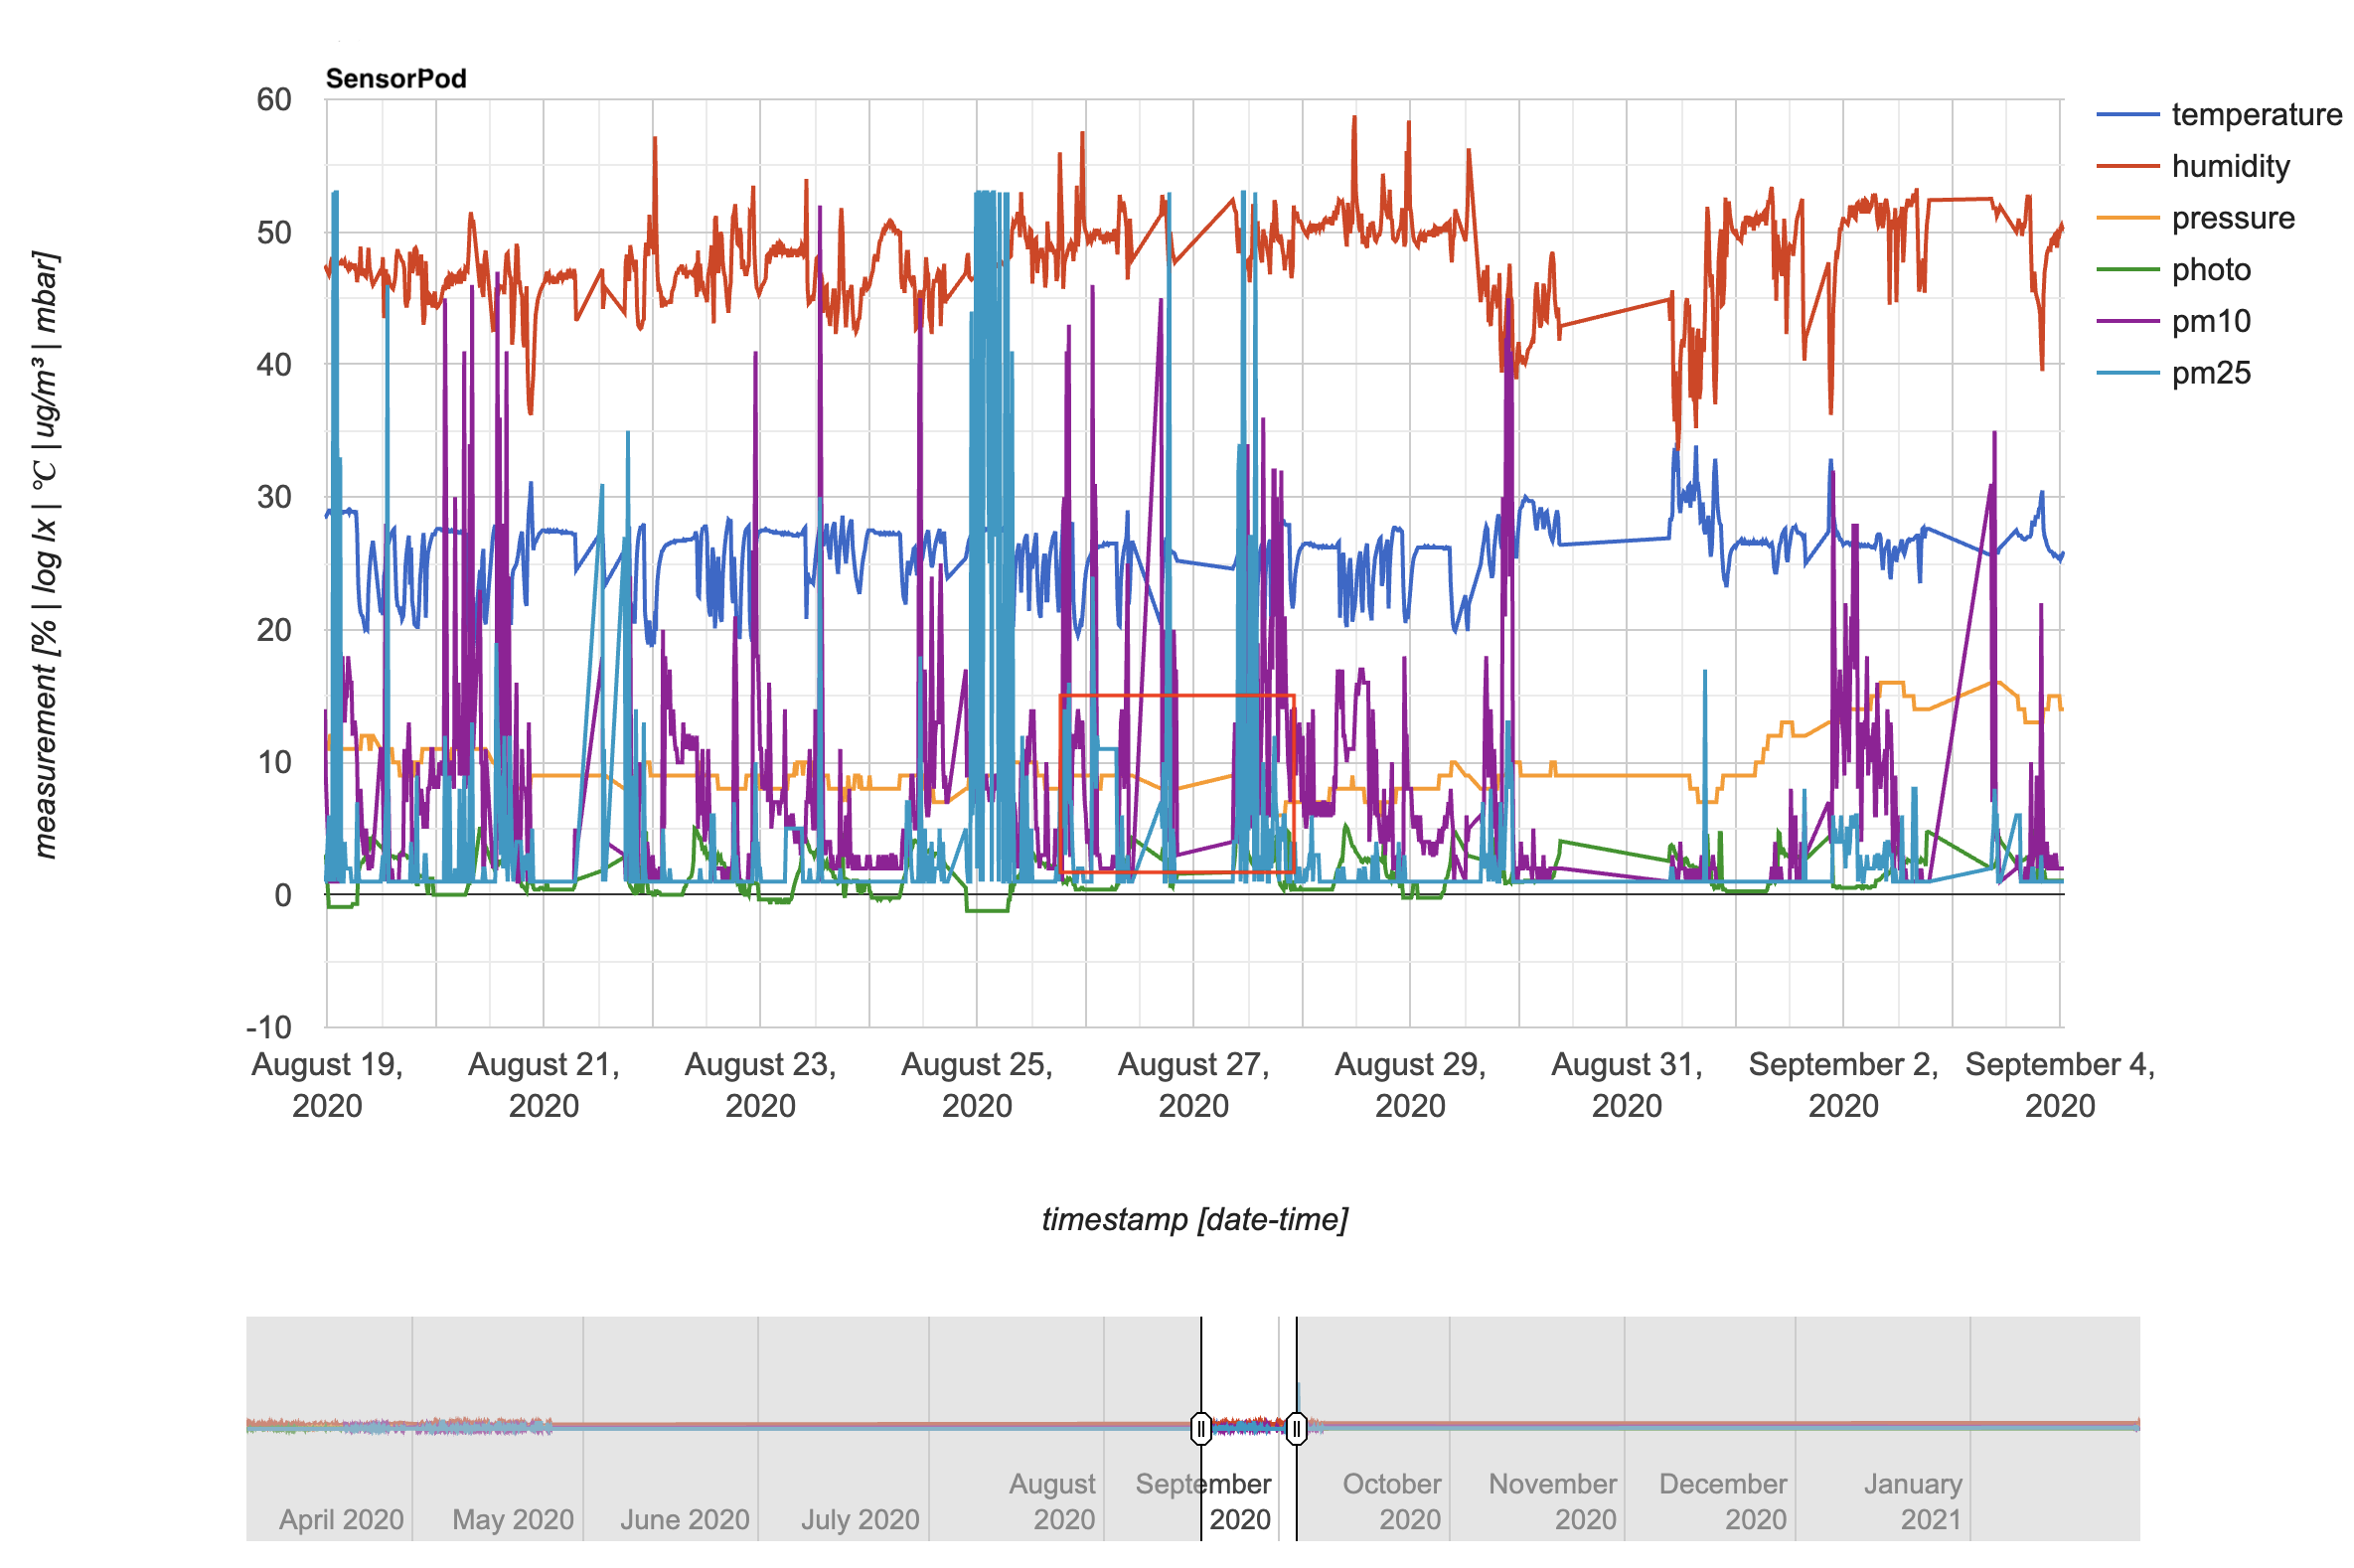 SensorPod
60
50
40
30
20
10
0
-10
measurement [% | log lx | °C | ug/m³ | mbar]
temperature
humidity
pressure
photo
pm10
pm25
August 19, 2020
August 21, 2020
August 23, 2020
August 25, 2020
August 27, 2020
August 29, 2020
August 31, 2020
September 2, 2020
September 4, 2020
timestamp [date-time]
April 2020
May 2020
June 2020
July 2020
August 2020
September 2020
October 2020
November 2020
December 2020
January 2021